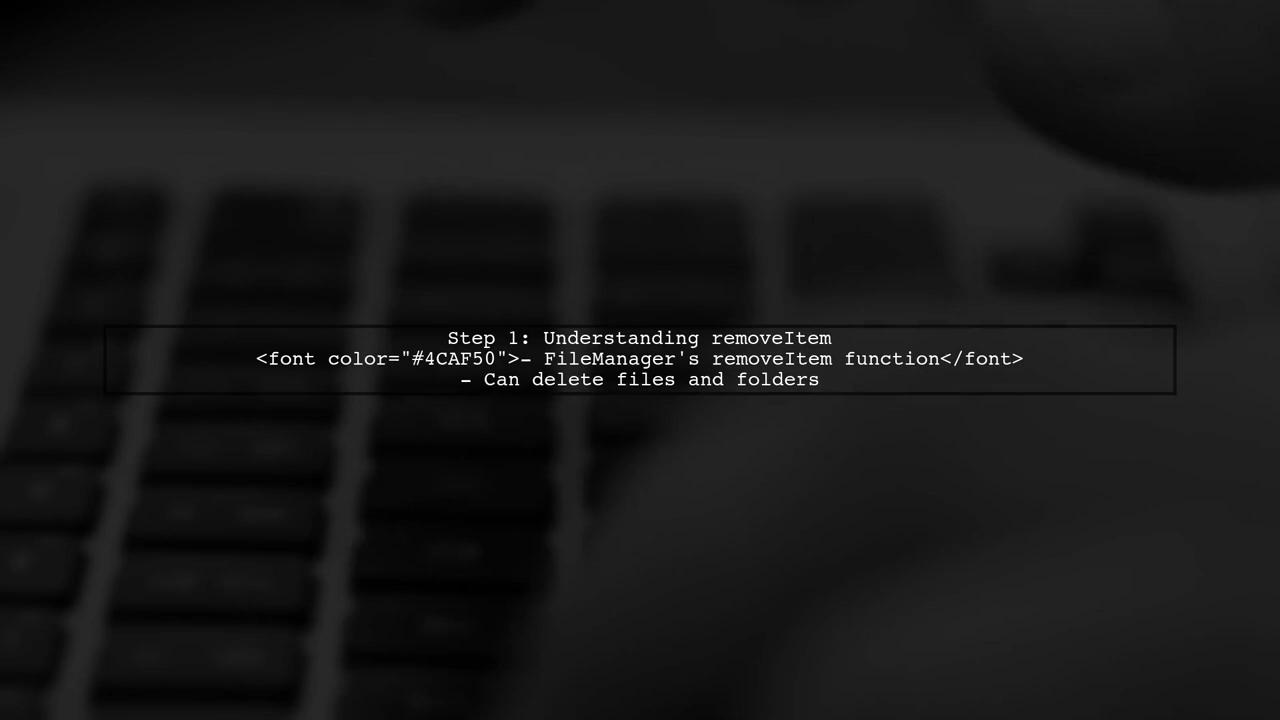 Step 1: Understanding removeItem
<font color="#4CAF50">- FileManager's removeItem function</font>
- Can delete files and folders